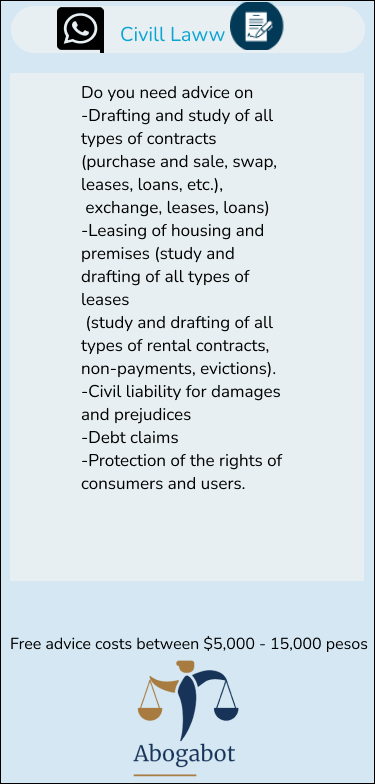 Civill Laww
Do you need advice on
-Drafting and study of all
types of contracts
(purchase and sale, swap,
leases, loans, etc.),
exchange, leases, loans)
-Leasing of housing and
premises (study and
drafting of all types of
leases
(study and drafting of all
types of rental contracts,
non-payments, evictions).
-Civil liability for damages
and prejudices
-Debt claims
-Protection of the rights of
consumers and users.
Free advice costs between $5,000 - 15,000 pesos
Abogabot